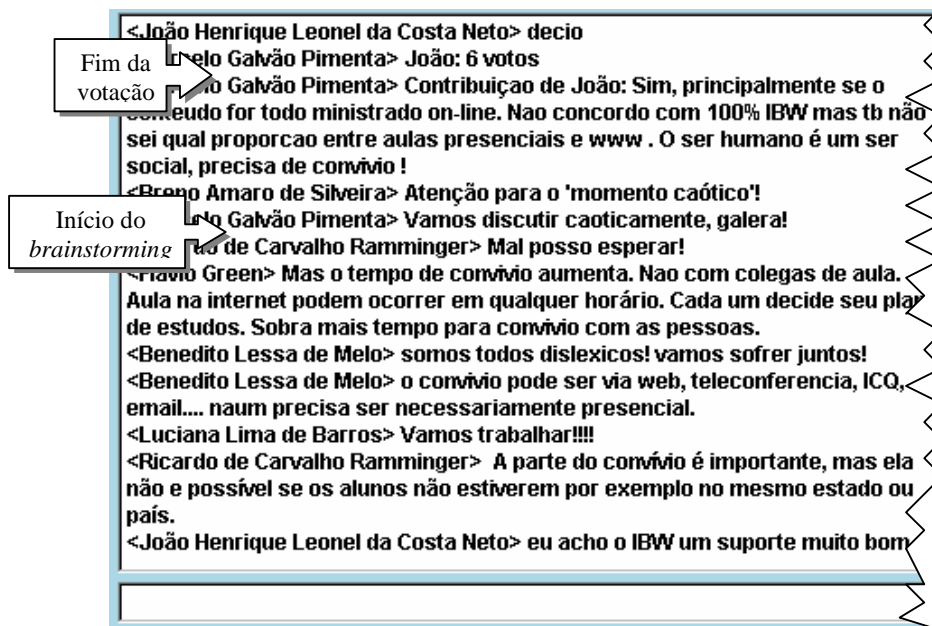 <João Henrique Leonel da Costa Neto> decio
Fim da
votação
Galvão Pimenta> João: 6 votos
Galvão Pimenta> Contribuiçao de João: Sim, principalmente se o
conteudo for todo ministrado on-line. Nao concordo com 100% IBW mas tb não
sei qual proporcao entre aulas presenciais e www . O ser humano é um ser
social, precisa de convivio !
<Breno Amaro de Silveira> Atenção para o 'momento caótico'!
Início do
brainstorming
Galvão Pimenta> Vamos discutir caoticamente, galera!
de Carvalho Ramminger> Mal posso esperar!
<Flavio Green> Mas o tempo de convivio aumenta. Nao com colegas de aula.
Aula na internet podem ocorrer em qualquer horário. Cada um decide seu
de estudos. Sobra mais tempo para convivio com as pessoas.
<Benedito Lessa de Melo> somos todos dislexicos! vamos sofrer juntos!
<Benedito Lessa de Melo> o convivio pode ser via web, teleconferencia, ICQ,
email.... naum precisa ser necessariamente presencial.
<Luciana Lima de Barros> Vamos trabalhar!!!!
<Ricardo de Carvalho Ramminger> A parte do convívio é importante, mas ela
não e possível se os alunos não estiverem por exemplo no mesmo estado ou
país.
<João Henrique Leonel da Costa Neto> eu acho o IBW um suporte muito bom